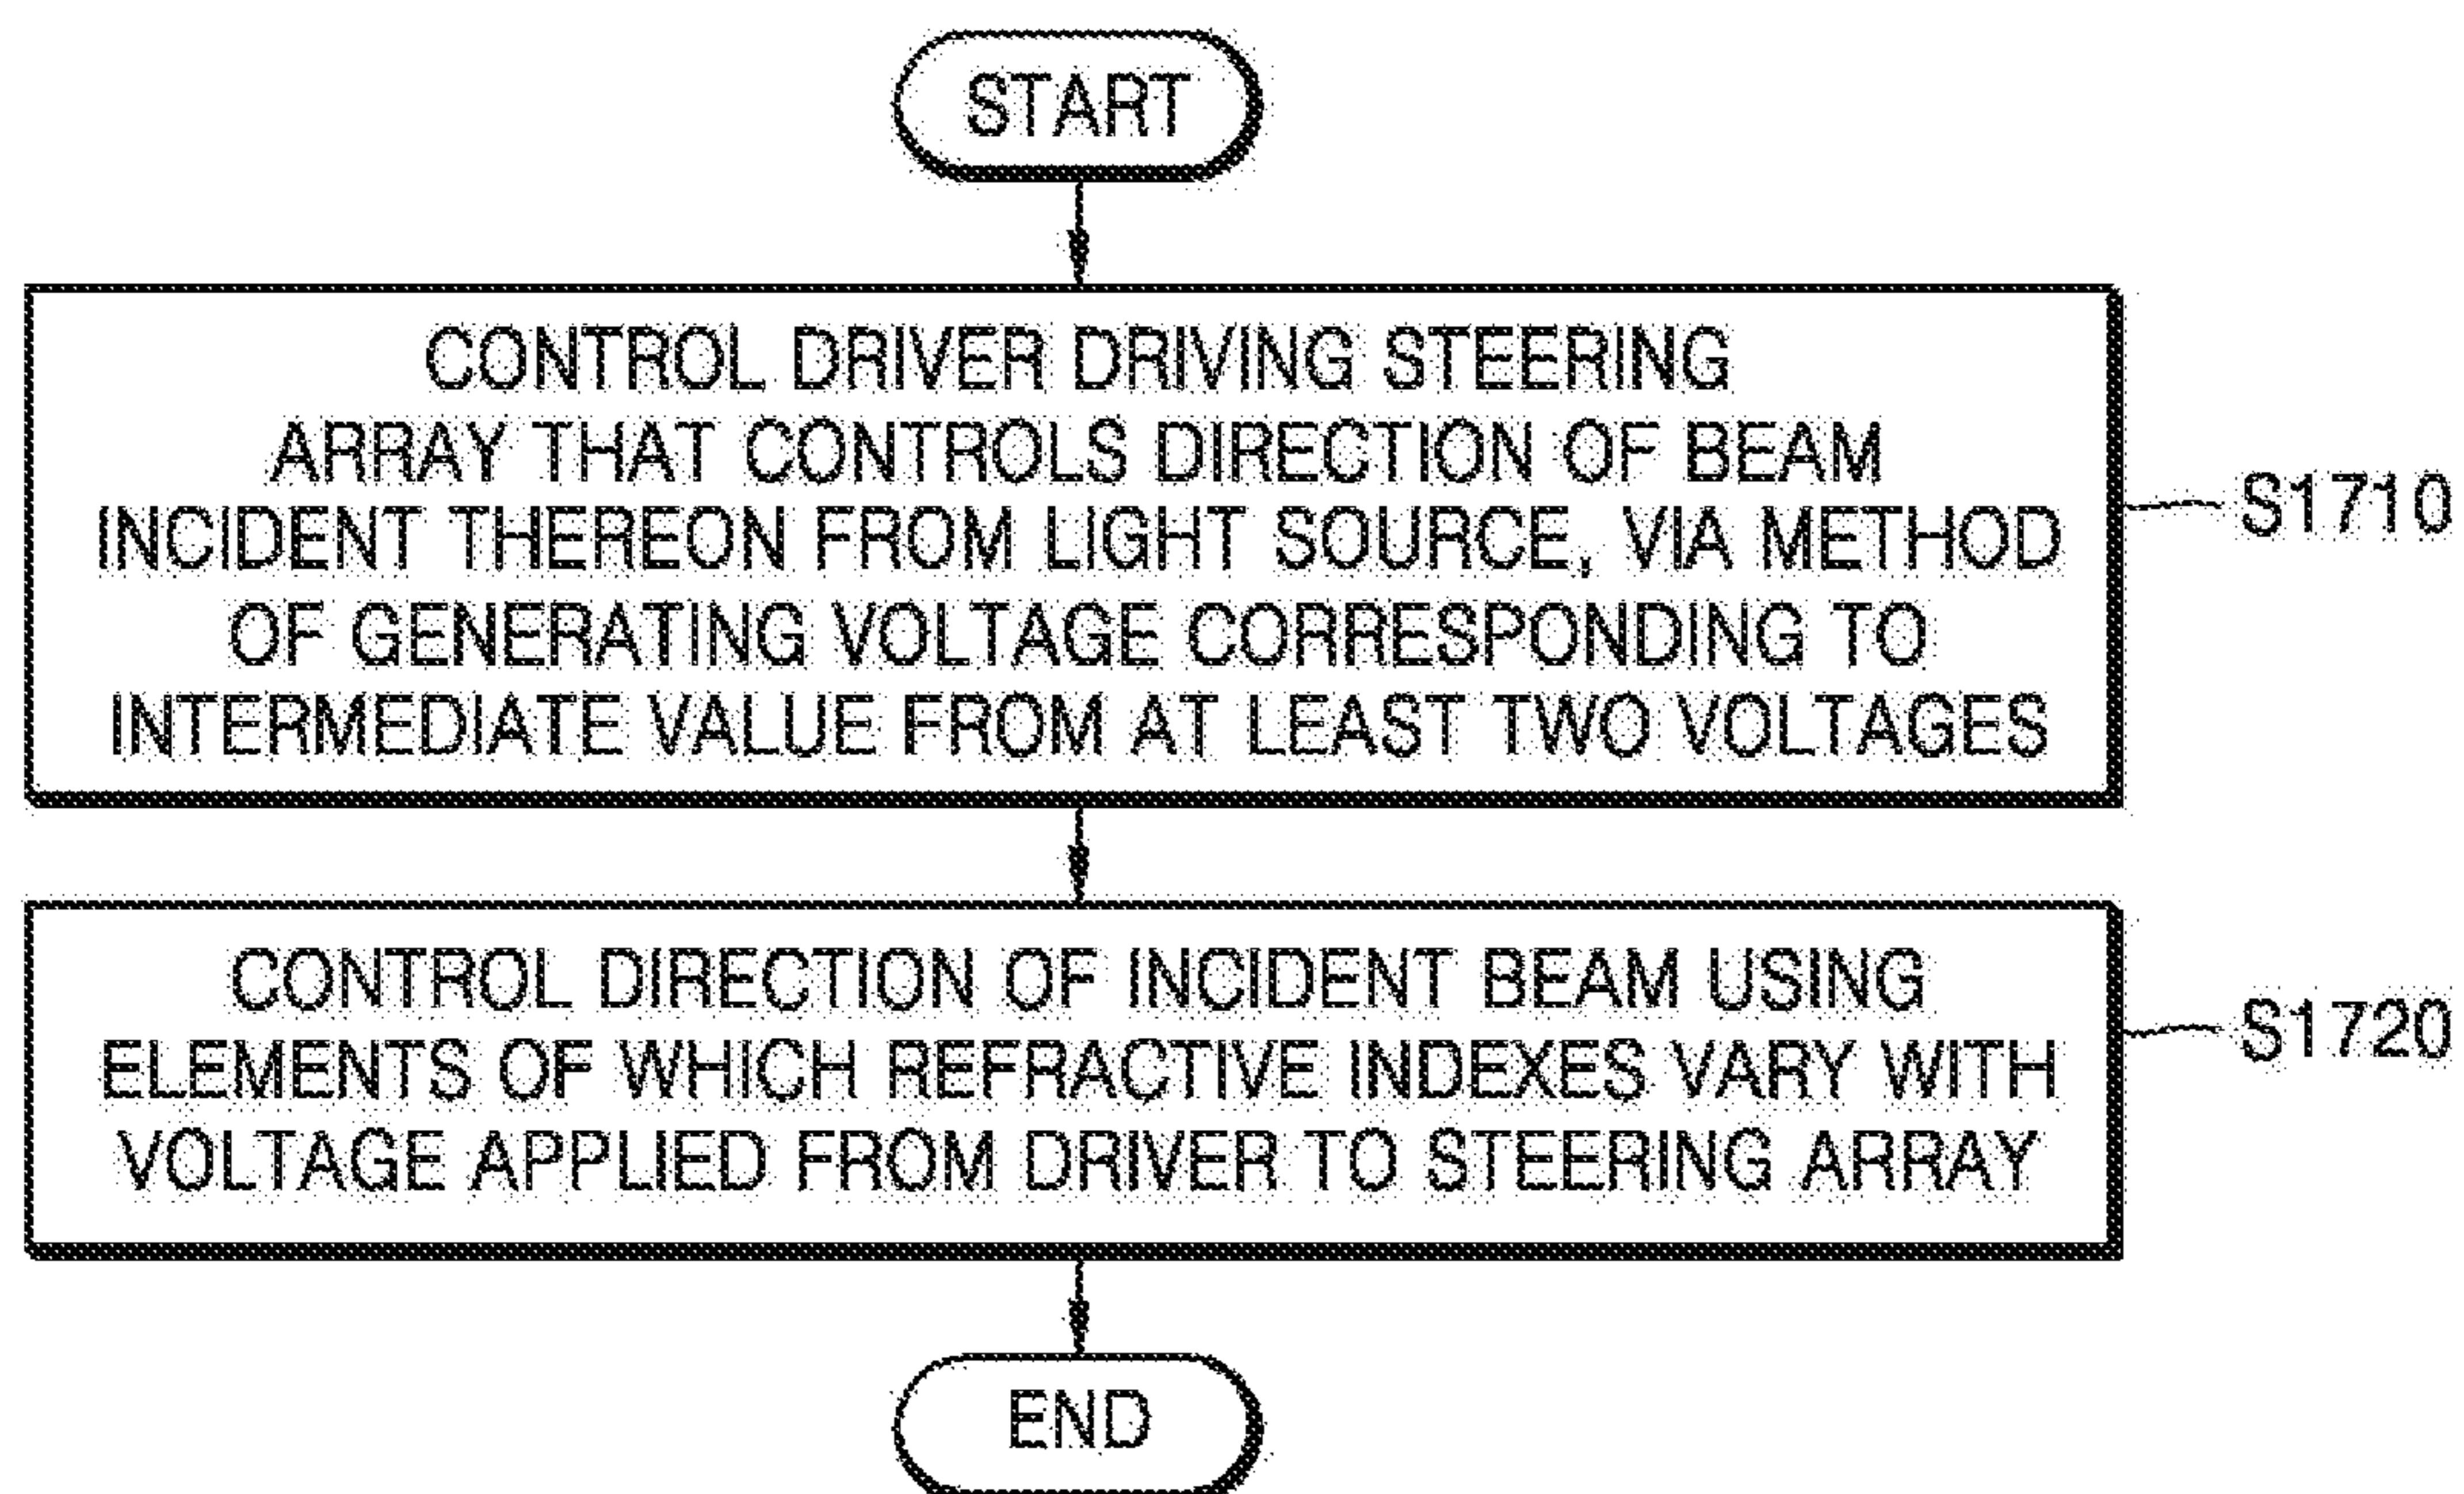 START
CONTROL DRIVER DRIVING STEERING
ARRAY THAT CONTROLS DIRECTION OF BEAM
INCIDENT THEREON FROM LIGHT SOURCE, VIA METHOD
OF GENERATING VOLTAGE CORRESPONDING TO
INTERMEDIATE VALUE FROM AT LEAST TWO VOLTAGES
S1710
CONTROL DIRECTION OF INCIDENT BEAM USING
ELEMENTS OF WHICH REFRACTIVE INDEXES VARY WITH
VOLTAGE APPLIED FROM DRIVER TO STEERING ARRAY
S1720
END